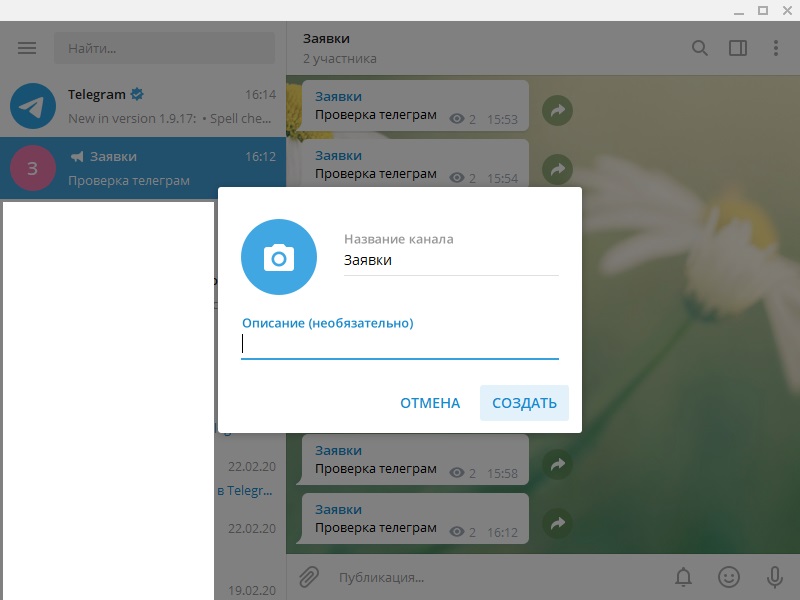 Найти...
Telegram 16:14
New in version 1.9.17: • Spell che...
З Заявки 16:12
Проверка телеграм
22.02.20
в Telegr...
22.02.20
19.02.20
Заявки
2 участника
Заявки
Проверка телеграм 2 15:53
Заявки
Проверка телеграм 2 15:54
Название канала
Заявки
Описание (необязательно)
ОТМЕНА СОЗДАТЬ
Заявки
Проверка телеграм 2 15:58
Заявки
Проверка телеграм 2 16:12
Публикация...